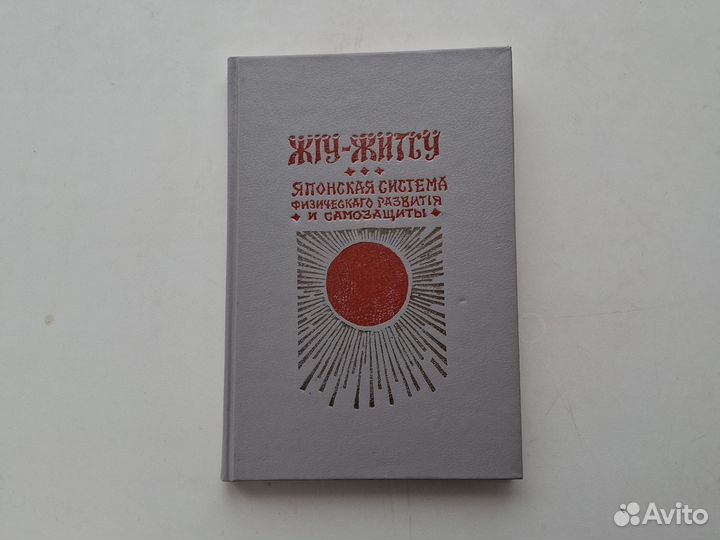 ЖІУ-ЖИТСУ
ЯПОНСКАЯ СИСТЕМА
ФИЗИЧЕСКАГО РАЗВИТІЯ
И САМОЗАЩИТЫ
Avito